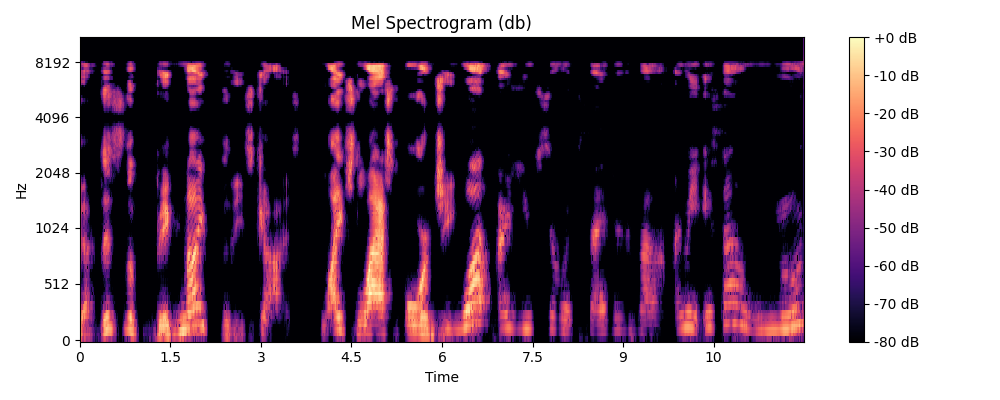 Mel Spectrogram (db)
Hz
8192
4096
2048
1024
512
0
0 1.5 3 4.5 6 7.5 9 10
Time
+0 dB
-10 dB
-20 dB
-30 dB
-40 dB
-50 dB
-60 dB
-70 dB
-80 dB